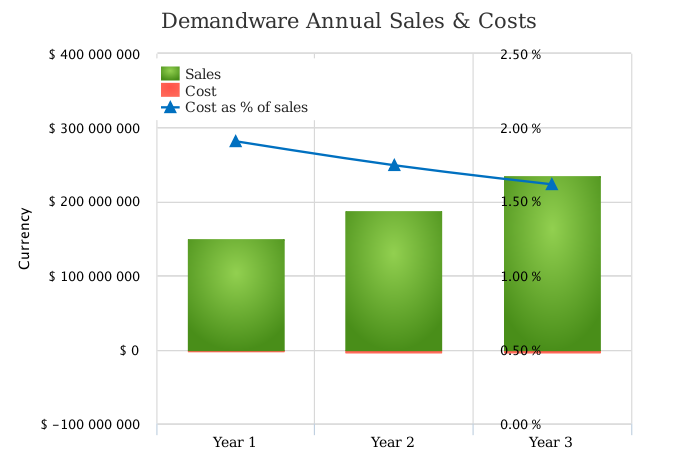 Demandware Annual Sales & Costs
$ 400 000 000
2.50 %
Sales
Cost
Cost as % of sales
$ 300 000 000
2.00 %
$ 200 000 000
1.50 %
Currency
$ 100 000 000
1.00 %
$ 0
0.50 %
$ −100 000 000
0.00 %
Year 1
Year 2
Year 3